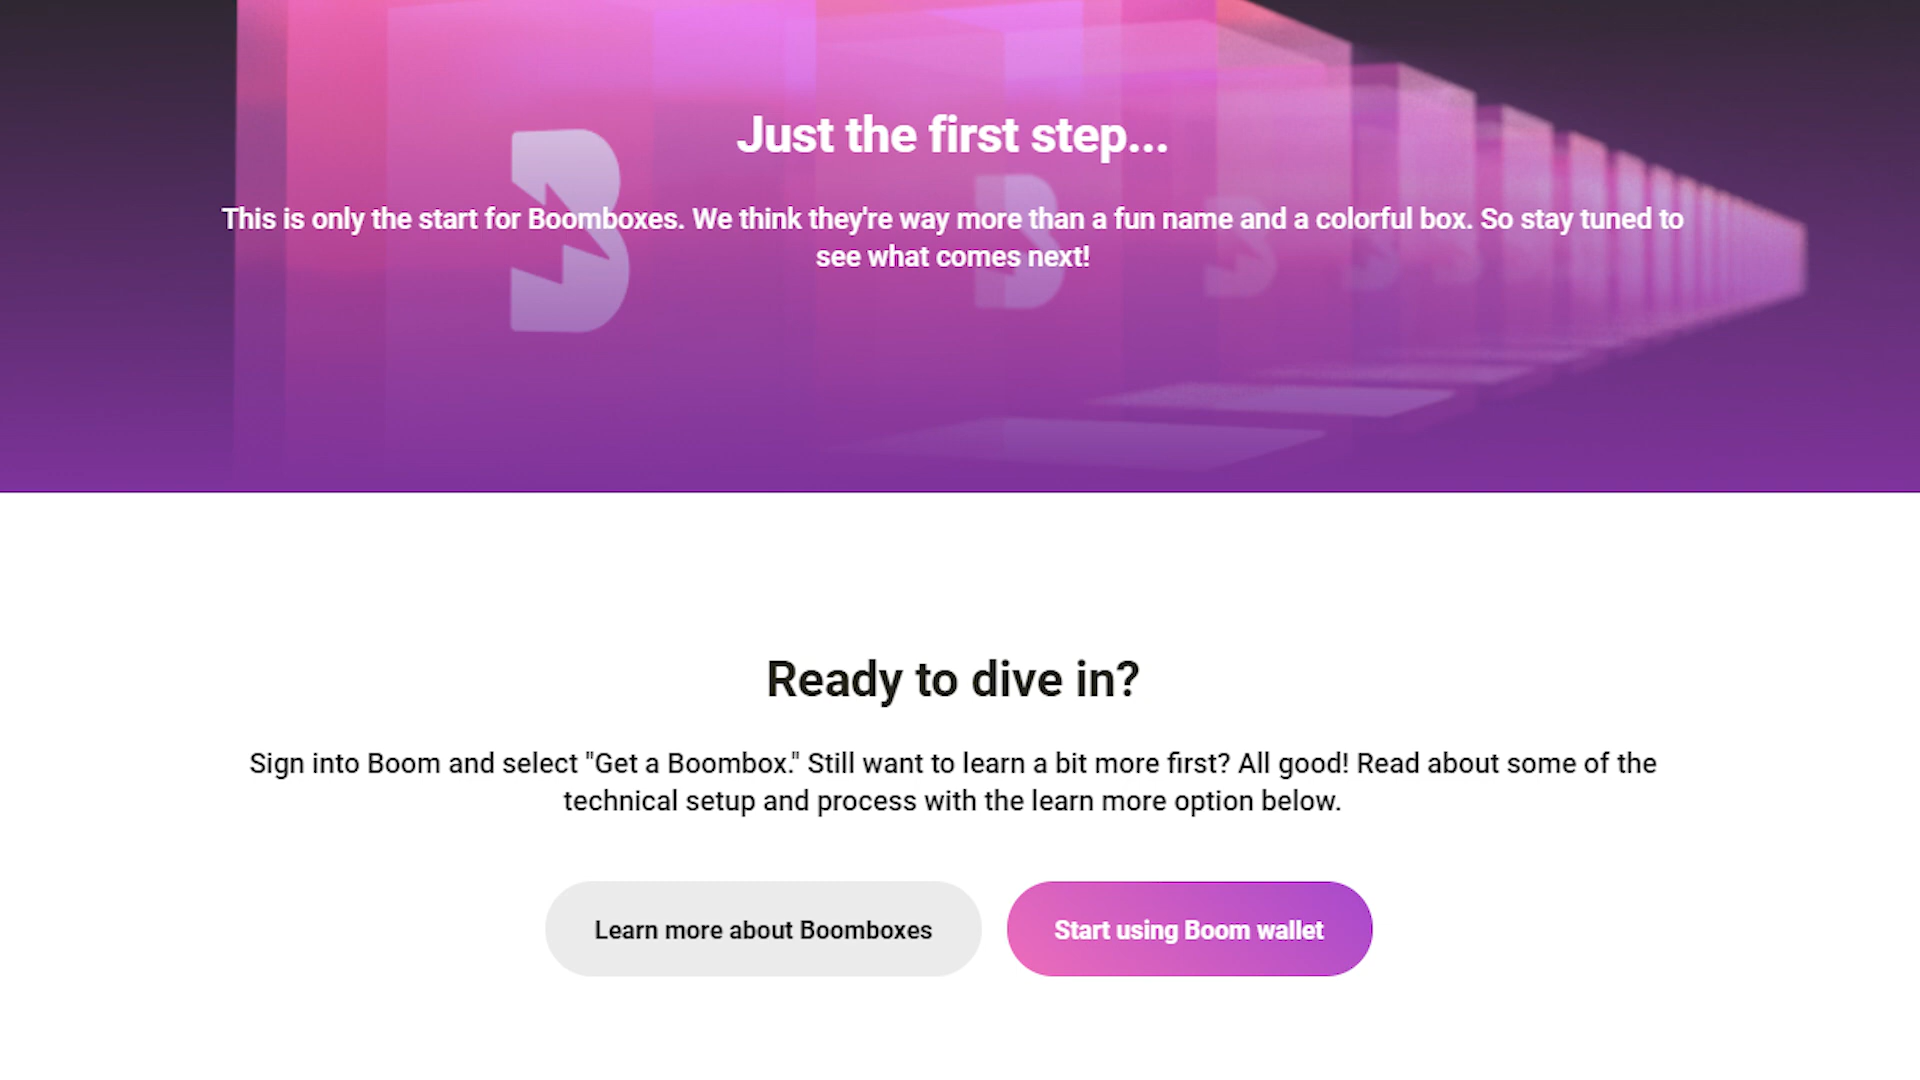 Just the first step...
This is only the start for Boomboxes. We think they're way more than a fun name and a colorful box. So stay tuned to
see what comes next!
Ready to dive in?
Sign into Boom and select "Get a Boombox." Still want to learn a bit more first? All good! Read about some of the
technical setup and process with the learn more option below.
Learn more about Boomboxes
Start using Boom wallet